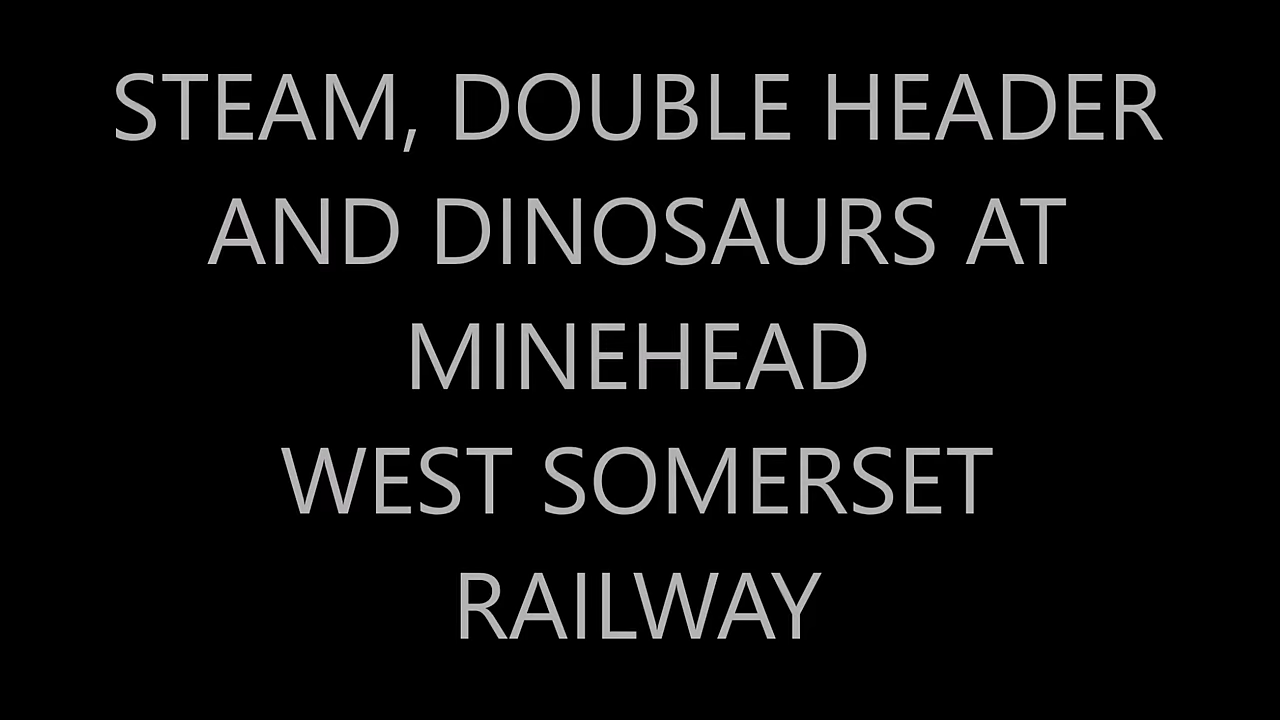 STEAM, DOUBLE HEADER
AND DINOSAURS AT
MINEHEAD
WEST SOMERSET
RAILWAY